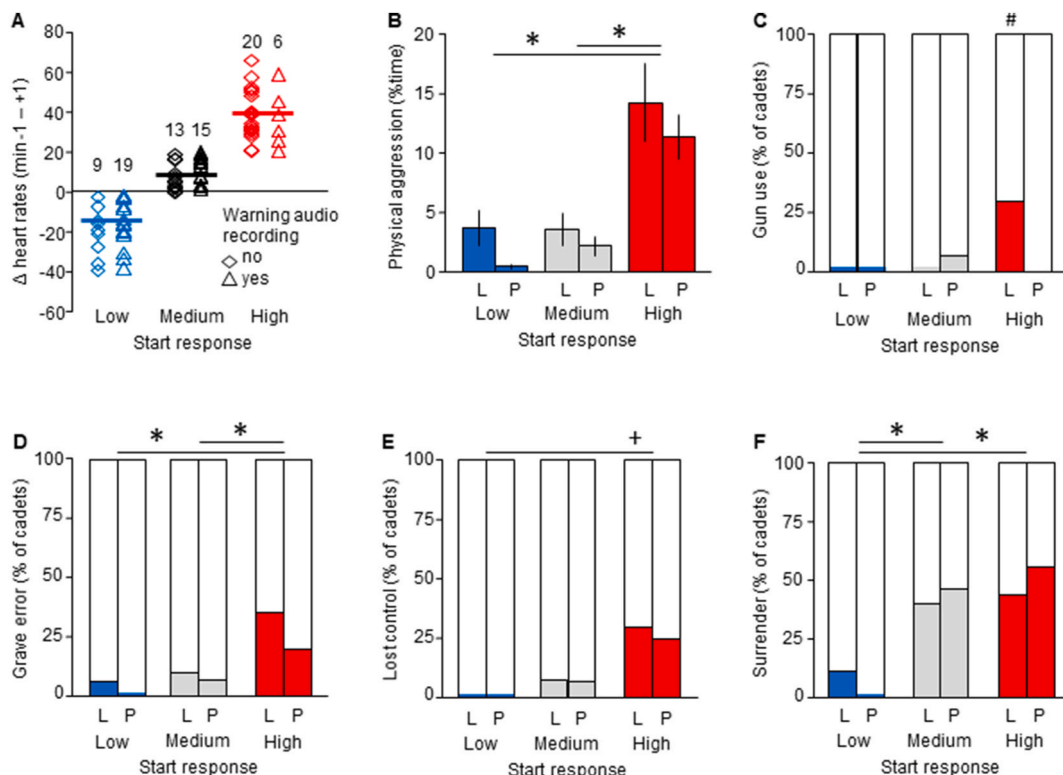 A
Δ heart rates (min-1 – +1)
80
60
40
20
0
-20
-40
-60
9 19
13 15
20 6
Warning audio
recording
◇ no
△ yes
Low Medium High
Start response
B
Physical aggression (%time)
20
15
10
5
0
* *
L P L P L P
Low Medium High
Start response
C
Gun use (% of cadets)
100
75
50
25
0
#
L P L P L P
Low Medium High
Start response
D
Grave error (% of cadets)
100
75
50
25
0
* *
L P L P L P
Low Medium High
Start response
E
Lost control (% of cadets)
100
75
50
25
0
+
L P L P L P
Low Medium High
Start response
F
Surrender (% of cadets)
100
75
50
25
0
* *
L P L P L P
Low Medium High
Start response